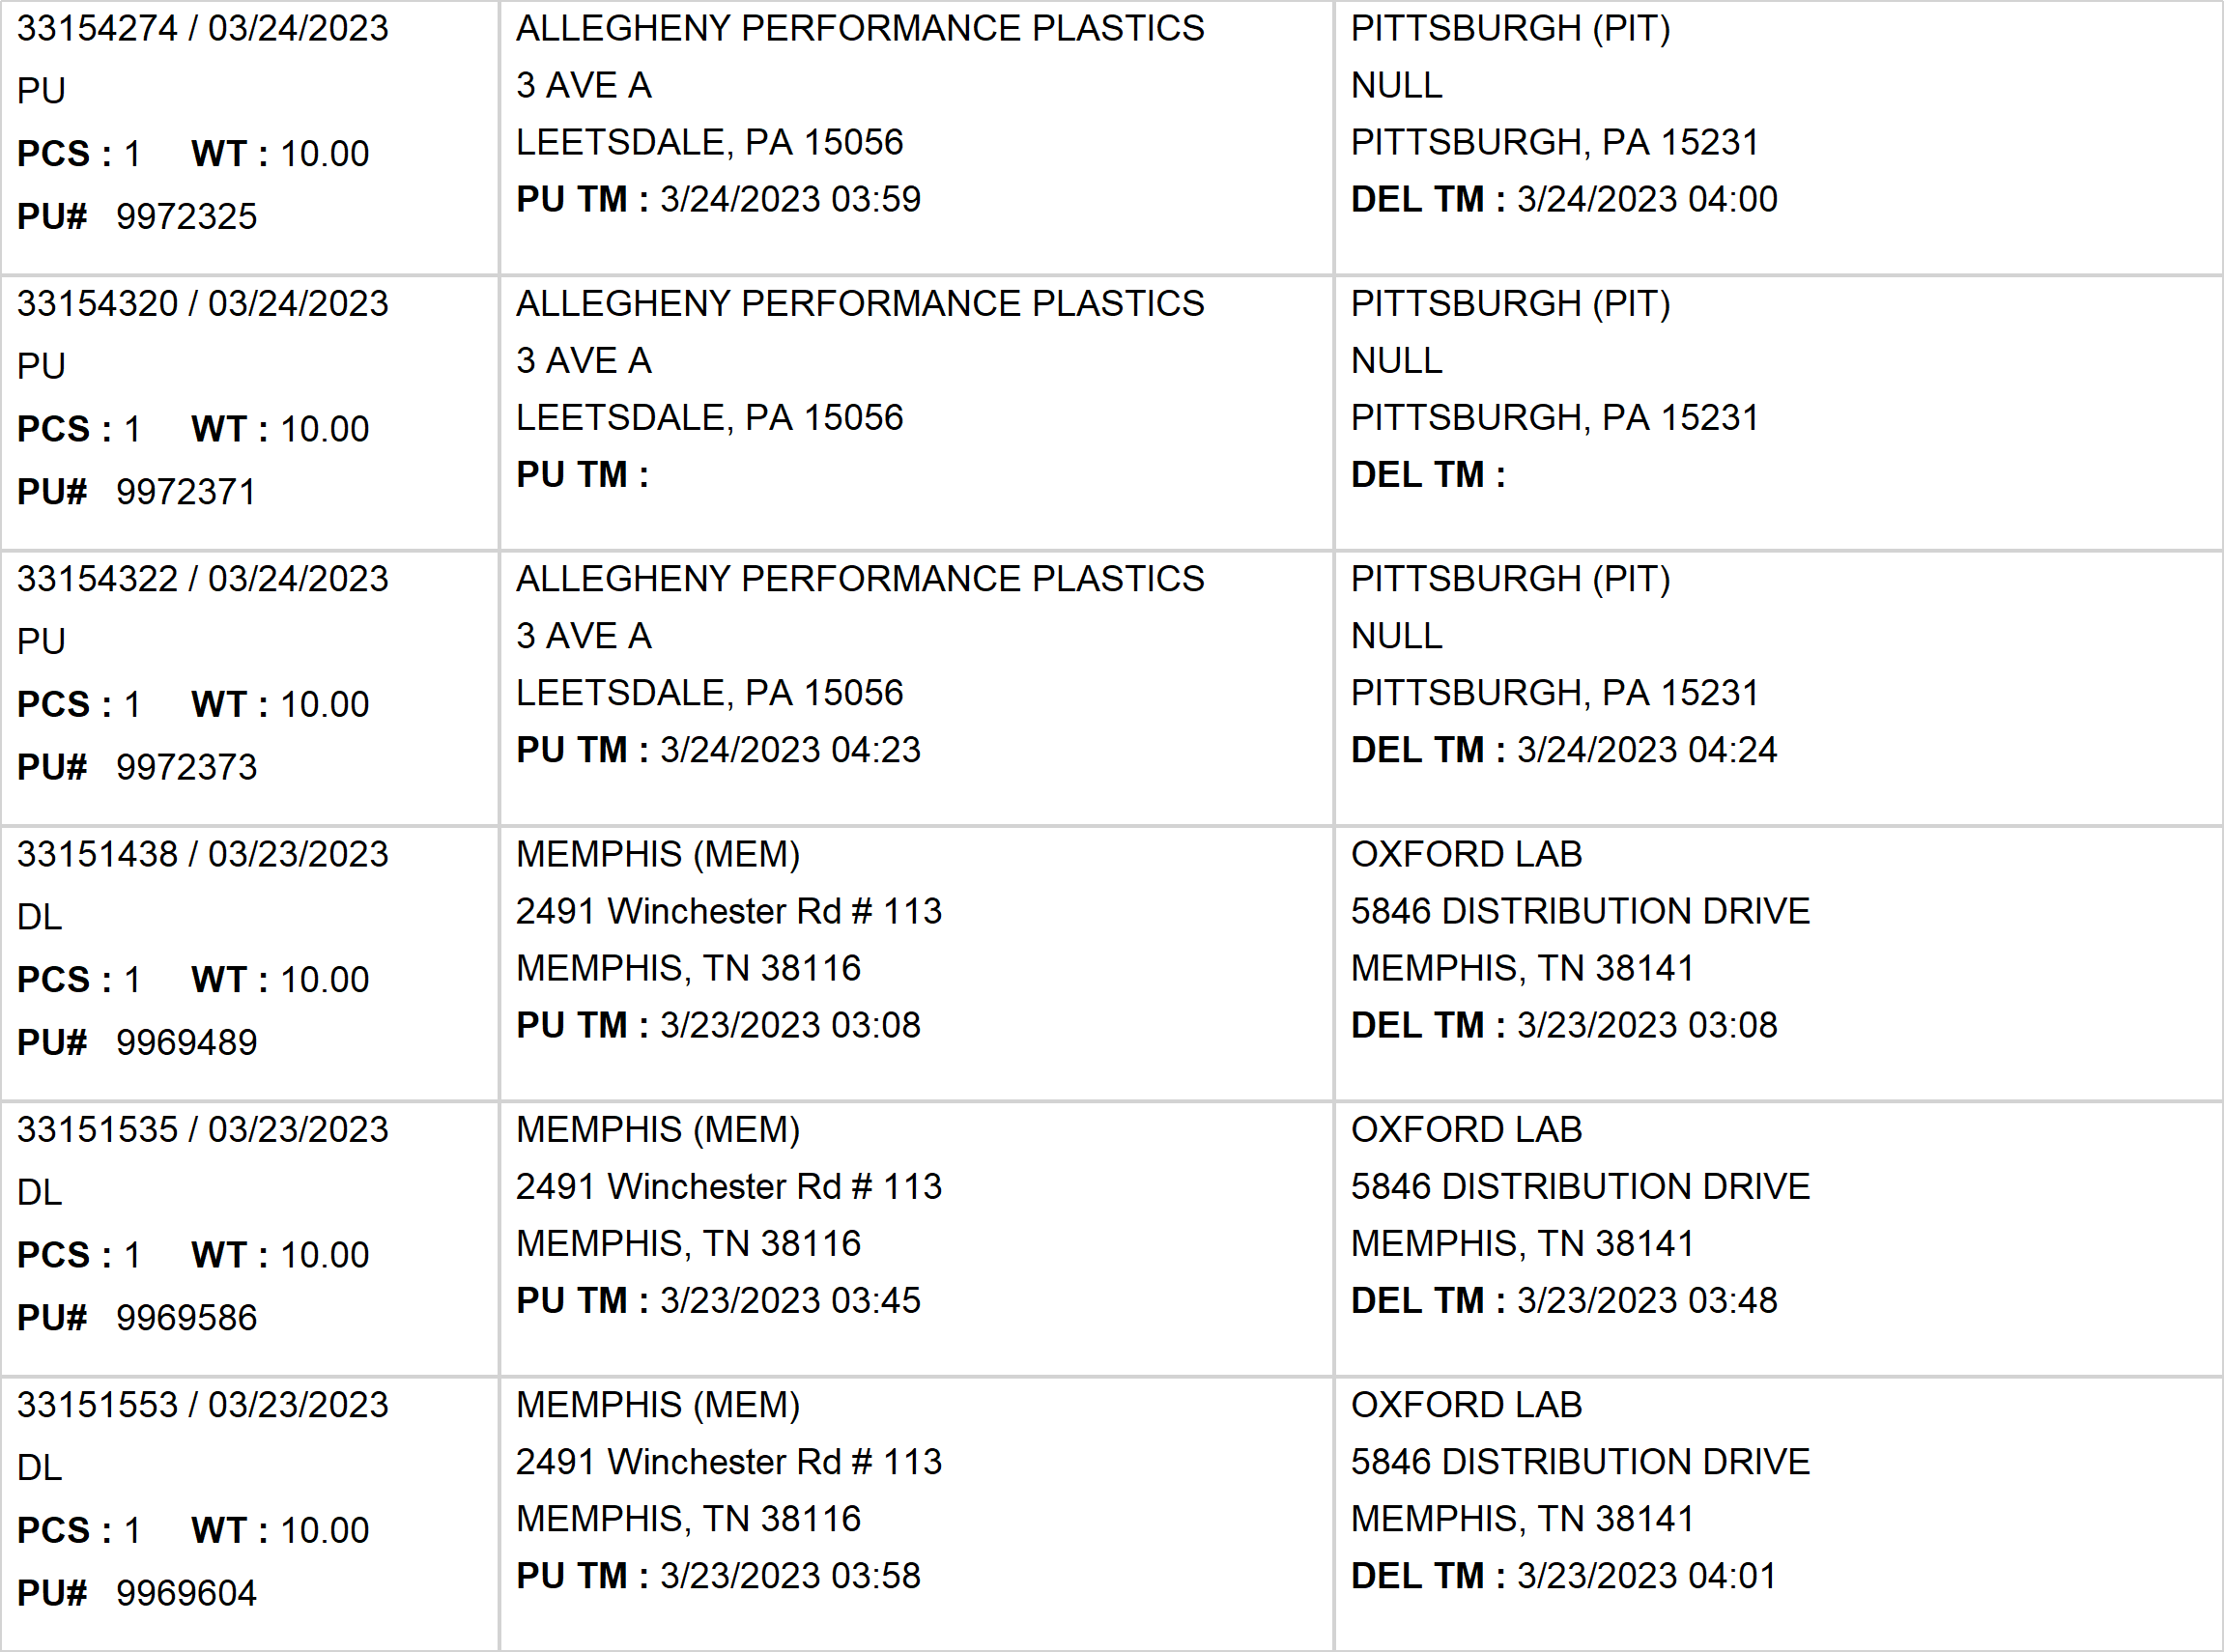 33154274 / 03/24/2023
PU
PCS : 1 WT : 10.00
PU# 9972325
ALLEGHENY PERFORMANCE PLASTICS
3 AVE A
LEETSDALE, PA 15056
PU TM : 3/24/2023 03:59
PITTSBURGH (PIT)
NULL
PITTSBURGH, PA 15231
DEL TM : 3/24/2023 04:00
33154320 / 03/24/2023
PU
PCS : 1 WT : 10.00
PU# 9972371
ALLEGHENY PERFORMANCE PLASTICS
3 AVE A
LEETSDALE, PA 15056
PU TM :
PITTSBURGH (PIT)
NULL
PITTSBURGH, PA 15231
DEL TM :
33154322 / 03/24/2023
PU
PCS : 1 WT : 10.00
PU# 9972373
ALLEGHENY PERFORMANCE PLASTICS
3 AVE A
LEETSDALE, PA 15056
PU TM : 3/24/2023 04:23
PITTSBURGH (PIT)
NULL
PITTSBURGH, PA 15231
DEL TM : 3/24/2023 04:24
33151438 / 03/23/2023
DL
PCS : 1 WT : 10.00
PU# 9969489
MEMPHIS (MEM)
2491 Winchester Rd # 113
MEMPHIS, TN 38116
PU TM : 3/23/2023 03:08
OXFORD LAB
5846 DISTRIBUTION DRIVE
MEMPHIS, TN 38141
DEL TM : 3/23/2023 03:08
33151535 / 03/23/2023
DL
PCS : 1 WT : 10.00
PU# 9969586
MEMPHIS (MEM)
2491 Winchester Rd # 113
MEMPHIS, TN 38116
PU TM : 3/23/2023 03:45
OXFORD LAB
5846 DISTRIBUTION DRIVE
MEMPHIS, TN 38141
DEL TM : 3/23/2023 03:48
33151553 / 03/23/2023
DL
PCS : 1 WT : 10.00
PU# 9969604
MEMPHIS (MEM)
2491 Winchester Rd # 113
MEMPHIS, TN 38116
PU TM : 3/23/2023 03:58
OXFORD LAB
5846 DISTRIBUTION DRIVE
MEMPHIS, TN 38141
DEL TM : 3/23/2023 04:01